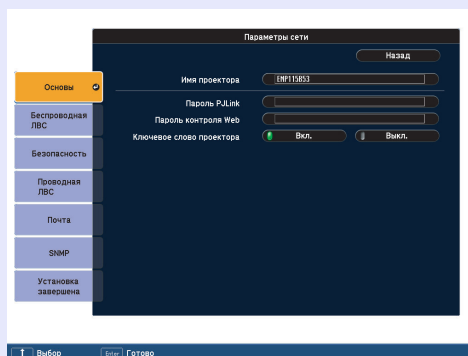 Параметры сети
Назад
Основы
Имя проектора EMP115B53
Пароль PJLink
Беспроводная
ЛВС
Пароль контроля Web
Ключевое слово проектора Вкл. Выкл.
Безопасность
Проводная
ЛВС
Почта
SNMP
Установка
завершена
Выбор Enter Готово